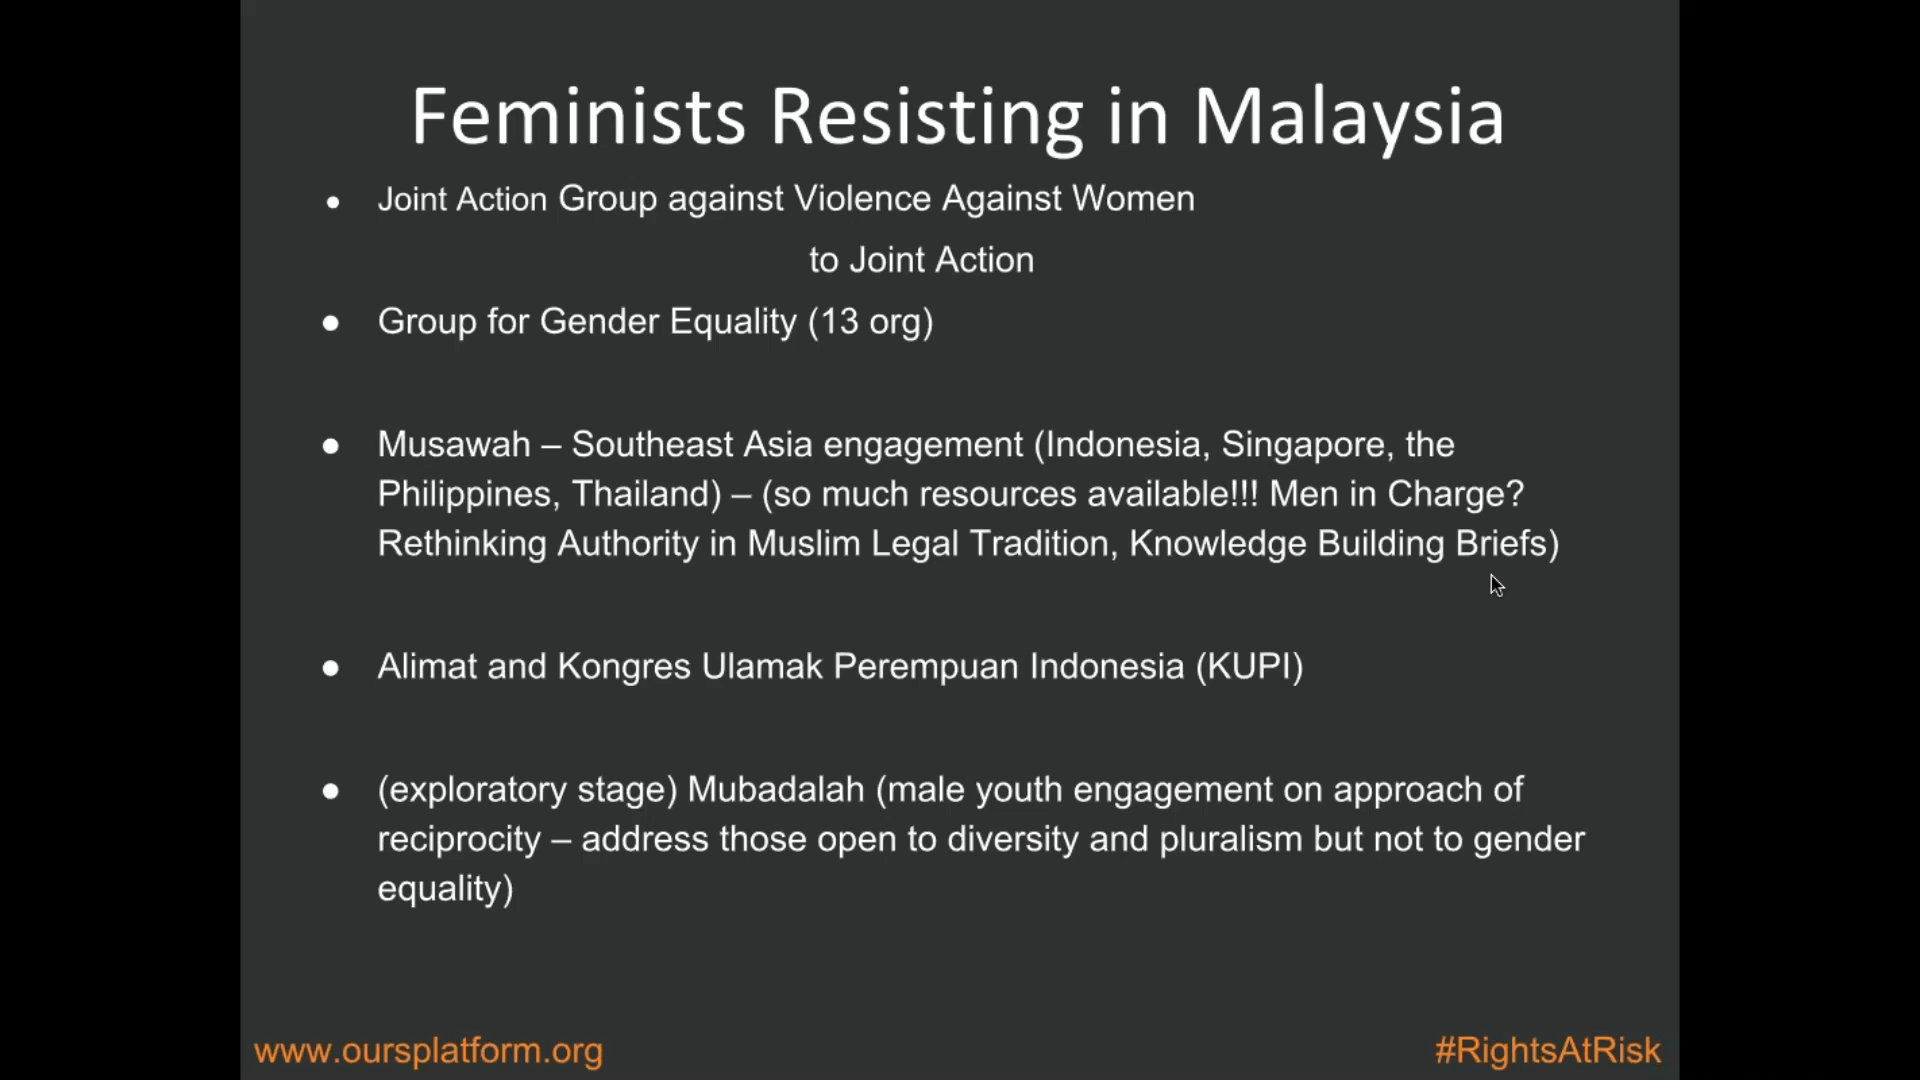 Feminists Resisting in Malaysia
● Joint Action Group against Violence Against Women
to Joint Action
● Group for Gender Equality (13 org)
● Musawah – Southeast Asia engagement (Indonesia, Singapore, the
Philippines, Thailand) – (so much resources available!!! Men in Charge?
Rethinking Authority in Muslim Legal Tradition, Knowledge Building Briefs)
● Alimat and Kongres Ulamak Perempuan Indonesia (KUPI)
● (exploratory stage) Mubadalah (male youth engagement on approach of
reciprocity – address those open to diversity and pluralism but not to gender
equality)
www.oursplatform.org
#RightsAtRisk